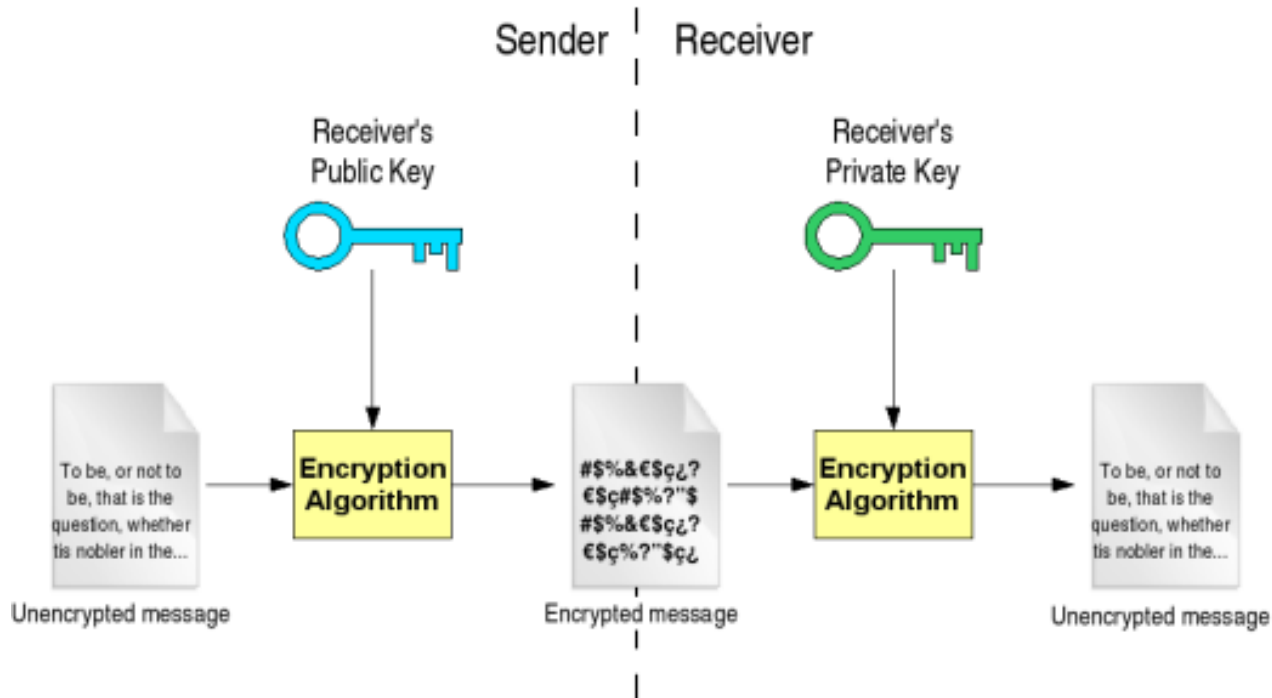 Sender
Receiver
Receiver's
Public Key
Receiver's
Private Key
To be, or not to
be, that is the
question, whether
tis nobler in the...
Encryption
Algorithm
#$%&€$ç¿?
€$ç#$%?"$
#$%&€$ç¿?
€$ç%?"$ç¿
Encryption
Algorithm
To be, or not to
be, that is the
question, whether
tis nobler in the...
Unencrypted message
Encrypted message
Unencrypted message